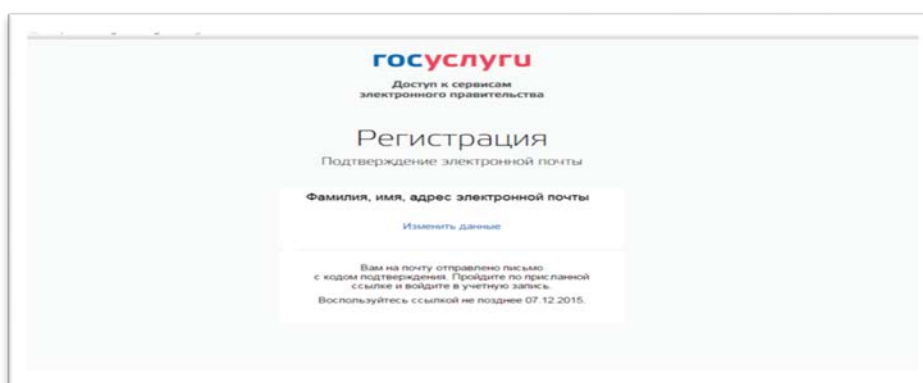 госуслуги
Доступ к сервисам
электронного правительства
Регистрация
Подтверждение электронной почты
Фамилия, имя, адрес электронной почты
Изменить данные
Вам на почту отправлено письмо
с кодом подтверждения. Пройдите по присланной
ссылке и войдите в учетную запись.
Воспользуйтесь ссылкой не позднее 07.12.2015.